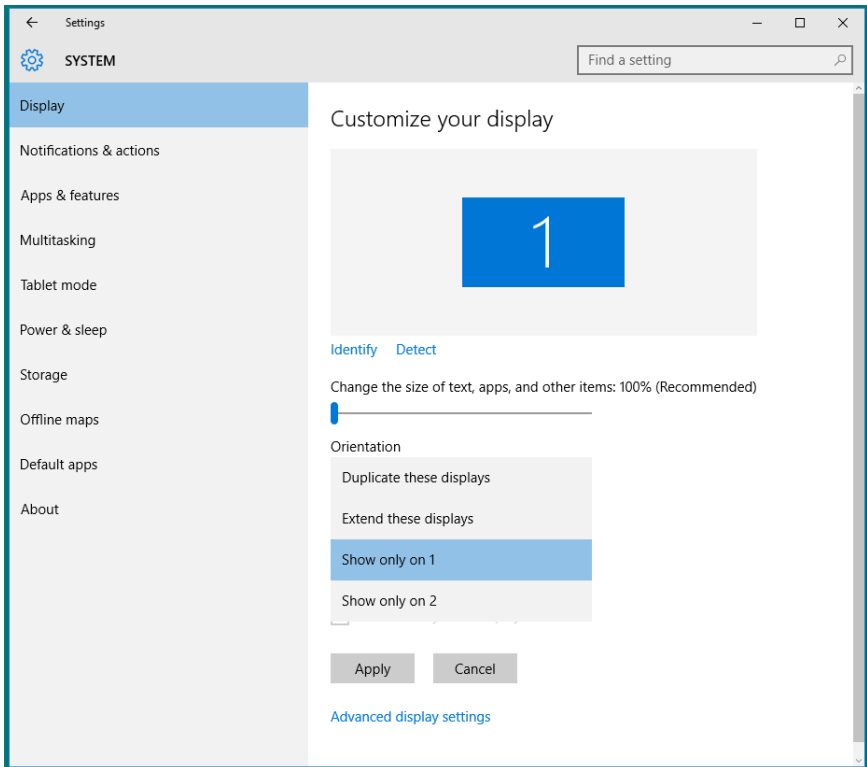 Settings
SYSTEM
Find a setting
Display
Notifications & actions
Apps & features
Multitasking
Tablet mode
Power & sleep
Storage
Offline maps
Default apps
About
Customize your display
1
Identify Detect
Change the size of text, apps, and other items: 100% (Recommended)
Orientation
Duplicate these displays
Extend these displays
Show only on 1
Show only on 2
Apply Cancel
Advanced display settings